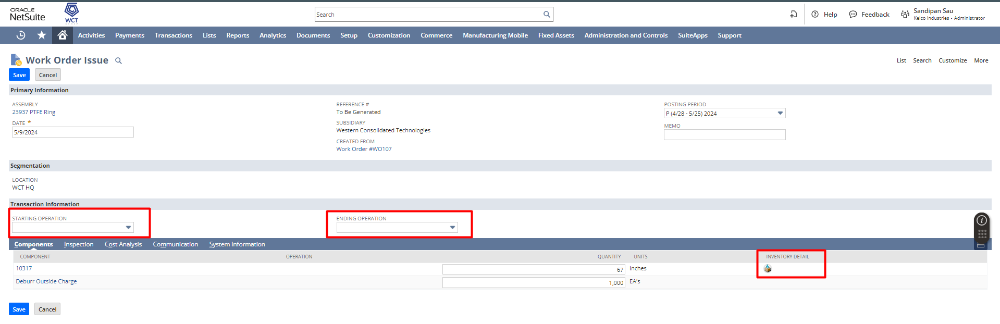 ORACLE
NetSuite
WCT
Search
Help
Feedback
Sandipan Sau
Kelco Industries - Administrator
Activities Payments Transactions Lists Reports Analytics Documents Setup Customization Commerce Manufacturing Mobile Fixed Assets Administration and Controls SuiteApps Support
Work Order Issue
List Search Customize More
Save Cancel
Primary Information
ASSEMBLY
23937 PTFE Ring
DATE *
5/9/2024
REFERENCE #
To Be Generated
SUBSIDIARY
Western Consolidated Technologies
CREATED FROM
Work Order #WO107
POSTING PERIOD
P (4/28 - 5/25) 2024
MEMO
Segmentation
LOCATION
WCT HQ
Transaction Information
STARTING OPERATION
ENDING OPERATION
Components Inspection Cost Analysis Communication System Information
COMPONENT OPERATION QUANTITY UNITS INVENTORY DETAIL
10317 67 Inches
Deburr Outside Charge 1,000 EA's
Save Cancel